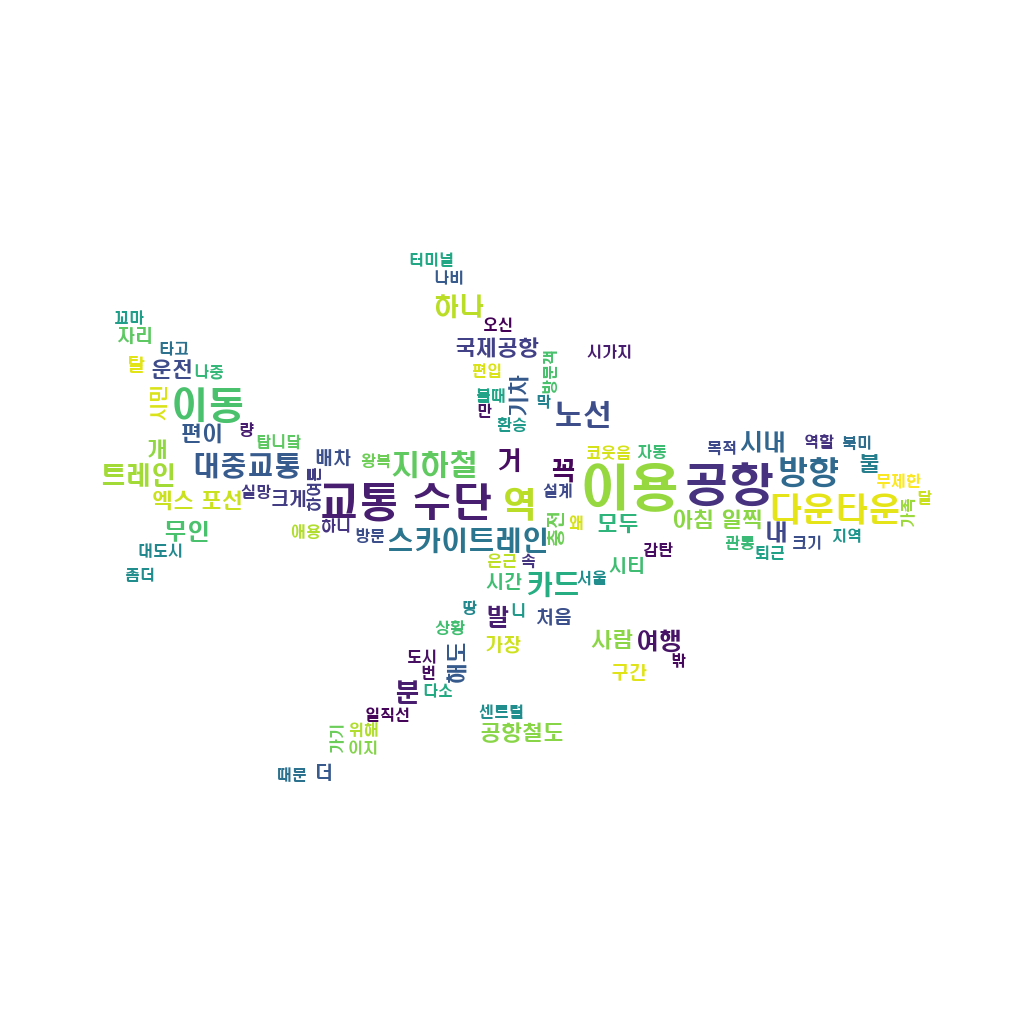 터미널
나비
하나
꼬마
오신
자리
국제공항
타고
시가지
탈
운전
나중
편입
방문객
시민
이동
볼때
기차
막
만
노선
환승
편이
량
탑니닼
개
대중교통
배차
왕복
지하철
거
꼭
코웃음
자동
목적
시내
역할
북미
트레인
이용
공항
방향
불
무제한
엑스 포선
실망
크게
하여튼
교통 수단
역
설계
다운타운
말
가족
무인
애용
하니
방문
스카이트레인
충전
왜
모두
아침 일찍
내
대도시
은근
속
감탄
관통
퇴근
크기
지역
좀더
시간
카드
서울
시티
땅
발
니
처음
상황
가장
사람
여행
도시
해너
밖
번
분
다소
구간
일직선
센트럴
가기
위해
공항철도
이지
때문
더